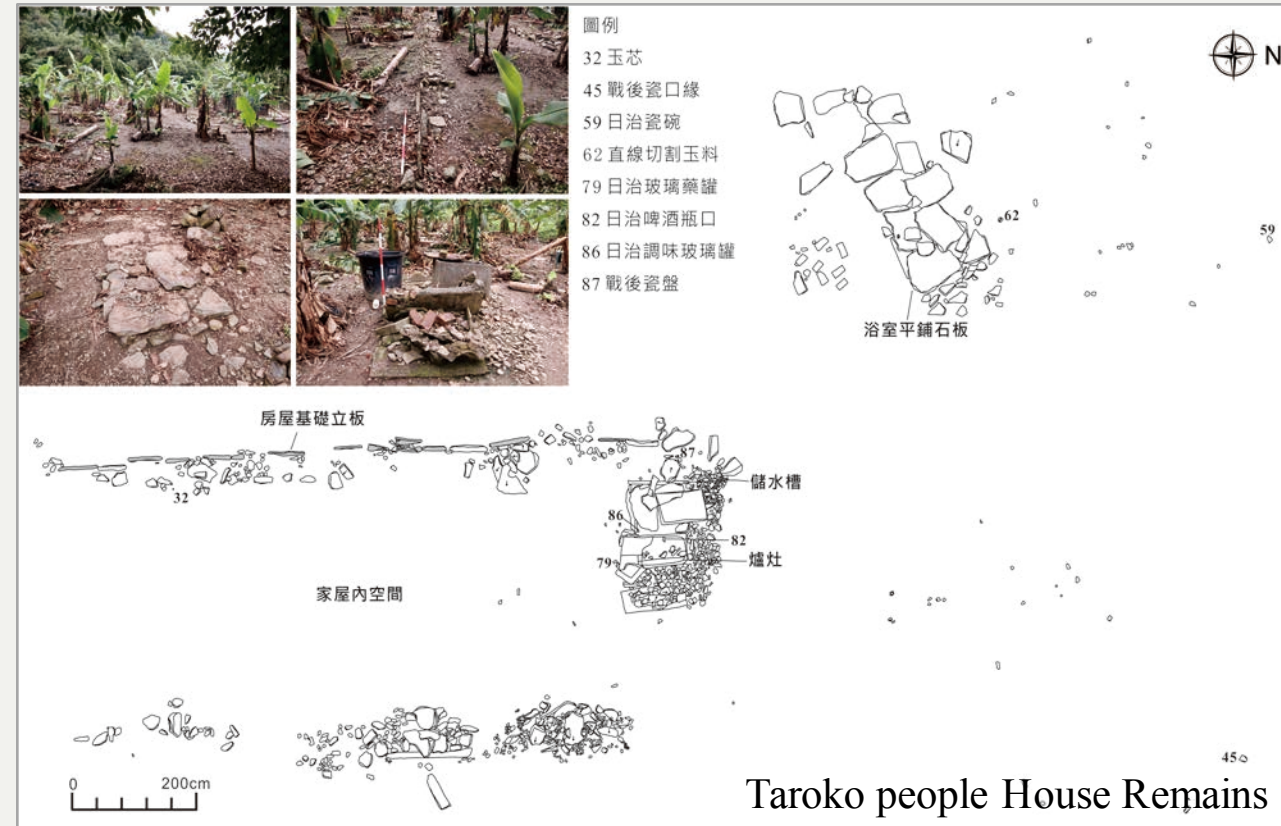 圖例
32 玉芯
45 戰後瓷口緣
59 日治瓷碗
62 直線切割玉料
79 日治玻璃藥罐
82 日治啤酒瓶口
86 日治調味玻璃罐
87 戰後瓷盤
N
62
59
浴室平鋪石板
房屋基礎立板
87
儲水槽
32
86
82
79
爐灶
家屋內空間
45
0 200cm
Taroko people House Remains